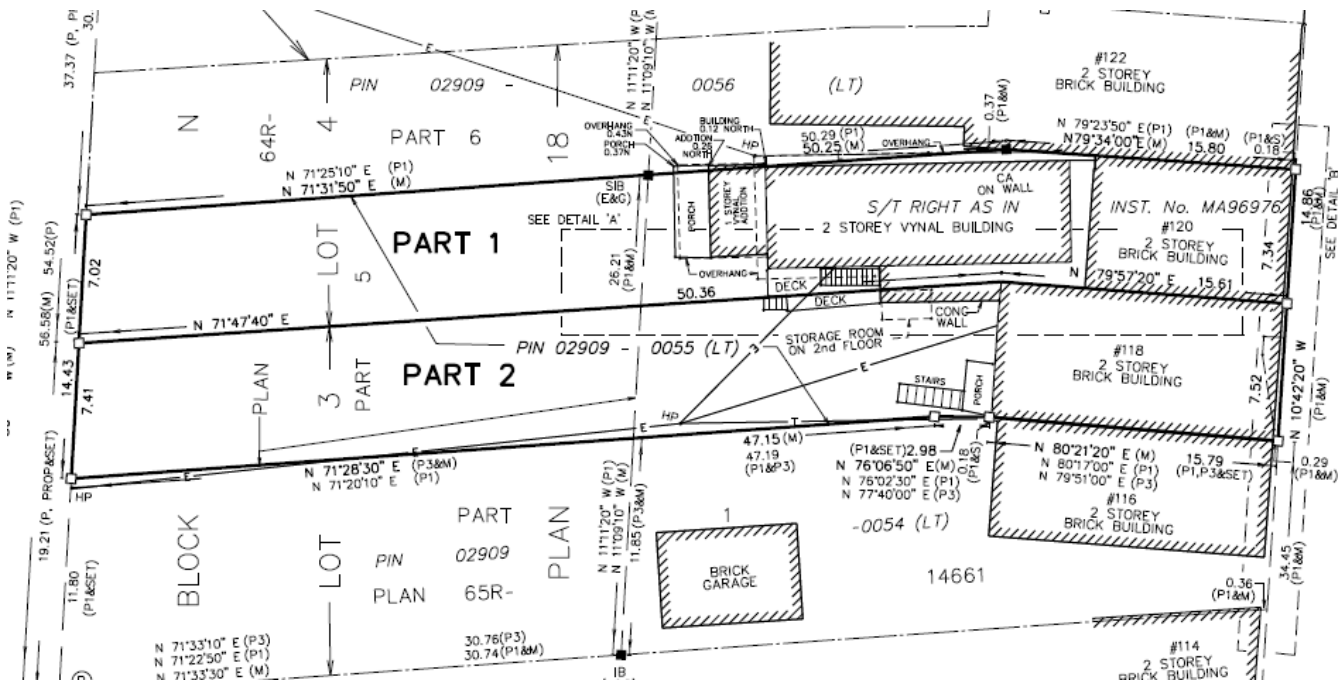 37.37 (P,
30.
PIN 02909 - 0056 (LT)
N
64R-
4
PART 6
18
N 11°11'20" W (P1)
N 11°09'10" W
#122
2 STOREY
BRICK BUILDING
0.37
(P1&M)
OVERHANG
0.43N
PORCH
0.37N
BUILDING
0.12 NORTH
ADDTION
0.26
NORTH
HP
E
50.29 (P1)
50.25 (M)
OVERHANG
N 79°23'50" E(P1) (P1&M)
N79°34'00"E(M) 15.80
(P1&S)
0.18
N 71°25'10" E (P1)
N 71°31'50" E (M)
SIB
(E&G)
SEE DETAIL 'A'
PART 1
LOT
5
PORCH
1 STOREY
VYNAL
ADDTION
CA
ON WALL
S/T RIGHT AS IN INST. No. MA96976
2 STOREY VYNAL BUILDING
#120
2 STOREY
BRICK BUILDING
14.86
(P1&M)
SEE DETAIL 'B'
7.34
N 11°11'20" W (P1)
W (M)
54.52(P)
56.58(M)
(P1&SET)
7.02
26.21
(P1&M)
OVERHANG
DECK
DECK
50.36
N 79°57'20" E 15.61
N 71°47'40" E
PIN 02909 - 0055 (LT)
STORAGE ROOM
ON 2nd FLOOR
CONC
WALL
3
E
14.43
7.41
PLAN
3
PART
PART 2
#118
2 STOREY
BRICK BUILDING
7.52
STAIRS
PORCH
HP
T
E
N 10°42'20" W
(P1&M)
47.15(M)
47.19
(P1&P3)
(P1&SET)2.98
0.18
(P1&S)
N 76°06'50" E(M)
N 76°02'30" E (P1)
N 77°40'00" E (P3)
N 80°21'20" E (M)
N 80°17'00" E (P1)
N 79°51'00" E (P3)
15.79
(P1,P3&SET)
0.29
(P1&M)
N 71°28'30" E (P3&M)
N 71°20'10" E (P1)
E
E
HP
19.21 (P, PROP&SET)
11.80
(P1&SET)
BLOCK
LOT
PART
PIN 02909
PLAN 65R-
PLAN
N 11°11'20" W(P1)
N 11°09'10" W (M)
11.85 (P3&M)
1
-0054 (LT)
#116
2 STOREY
BRICK BUILDING
BRICK
GARAGE
14661
34.45
(P1&M)
0.36
(P1&M)
N 71°33'10" E (P3)
N 71°22'50" E (P1)
N 71°33'30" E (M)
30.76(P3)
30.74(P1&M)
IB
#114
2 STOREY
BRICK BUILDING